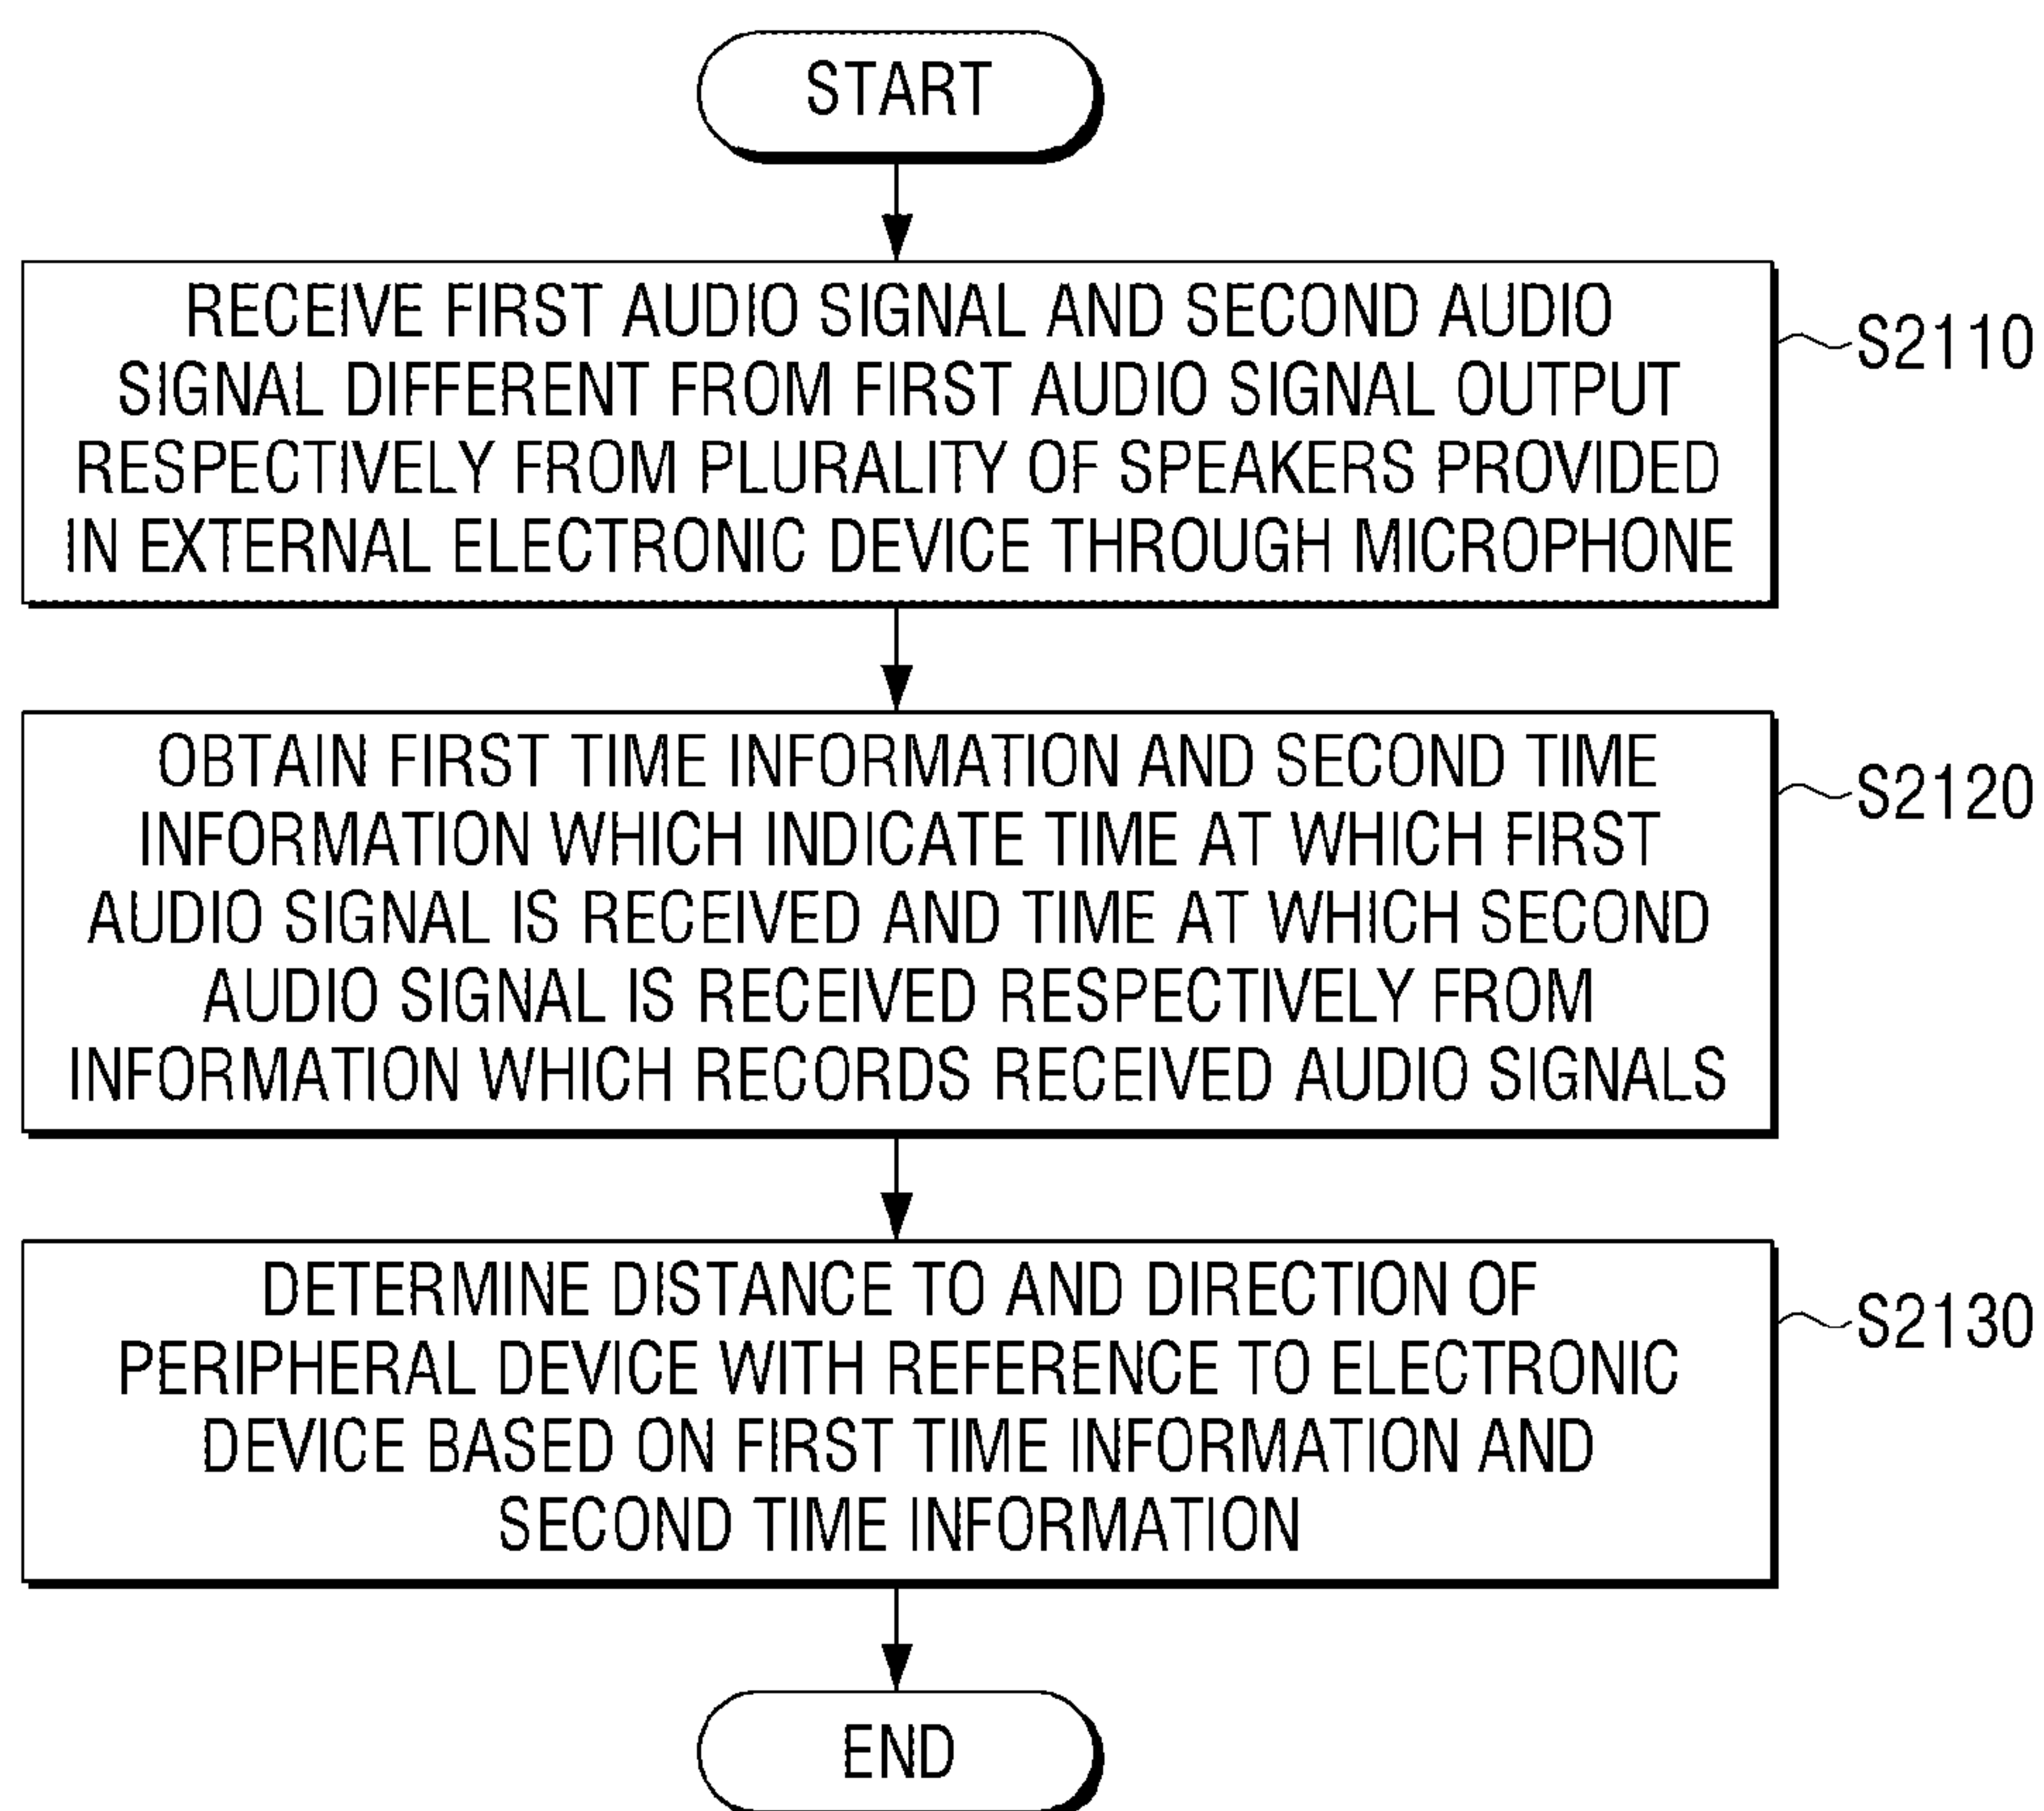 START
RECEIVE FIRST AUDIO SIGNAL AND SECOND AUDIO
SIGNAL DIFFERENT FROM FIRST AUDIO SIGNAL OUTPUT
RESPECTIVELY FROM PLURALITY OF SPEAKERS PROVIDED
IN EXTERNAL ELECTRONIC DEVICE THROUGH MICROPHONE
S2110
OBTAIN FIRST TIME INFORMATION AND SECOND TIME
INFORMATION WHICH INDICATE TIME AT WHICH FIRST
AUDIO SIGNAL IS RECEIVED AND TIME AT WHICH SECOND
AUDIO SIGNAL IS RECEIVED RESPECTIVELY FROM
INFORMATION WHICH RECORDS RECEIVED AUDIO SIGNALS
S2120
DETERMINE DISTANCE TO AND DIRECTION OF
PERIPHERAL DEVICE WITH REFERENCE TO ELECTRONIC
DEVICE BASED ON FIRST TIME INFORMATION AND
SECOND TIME INFORMATION
S2130
END